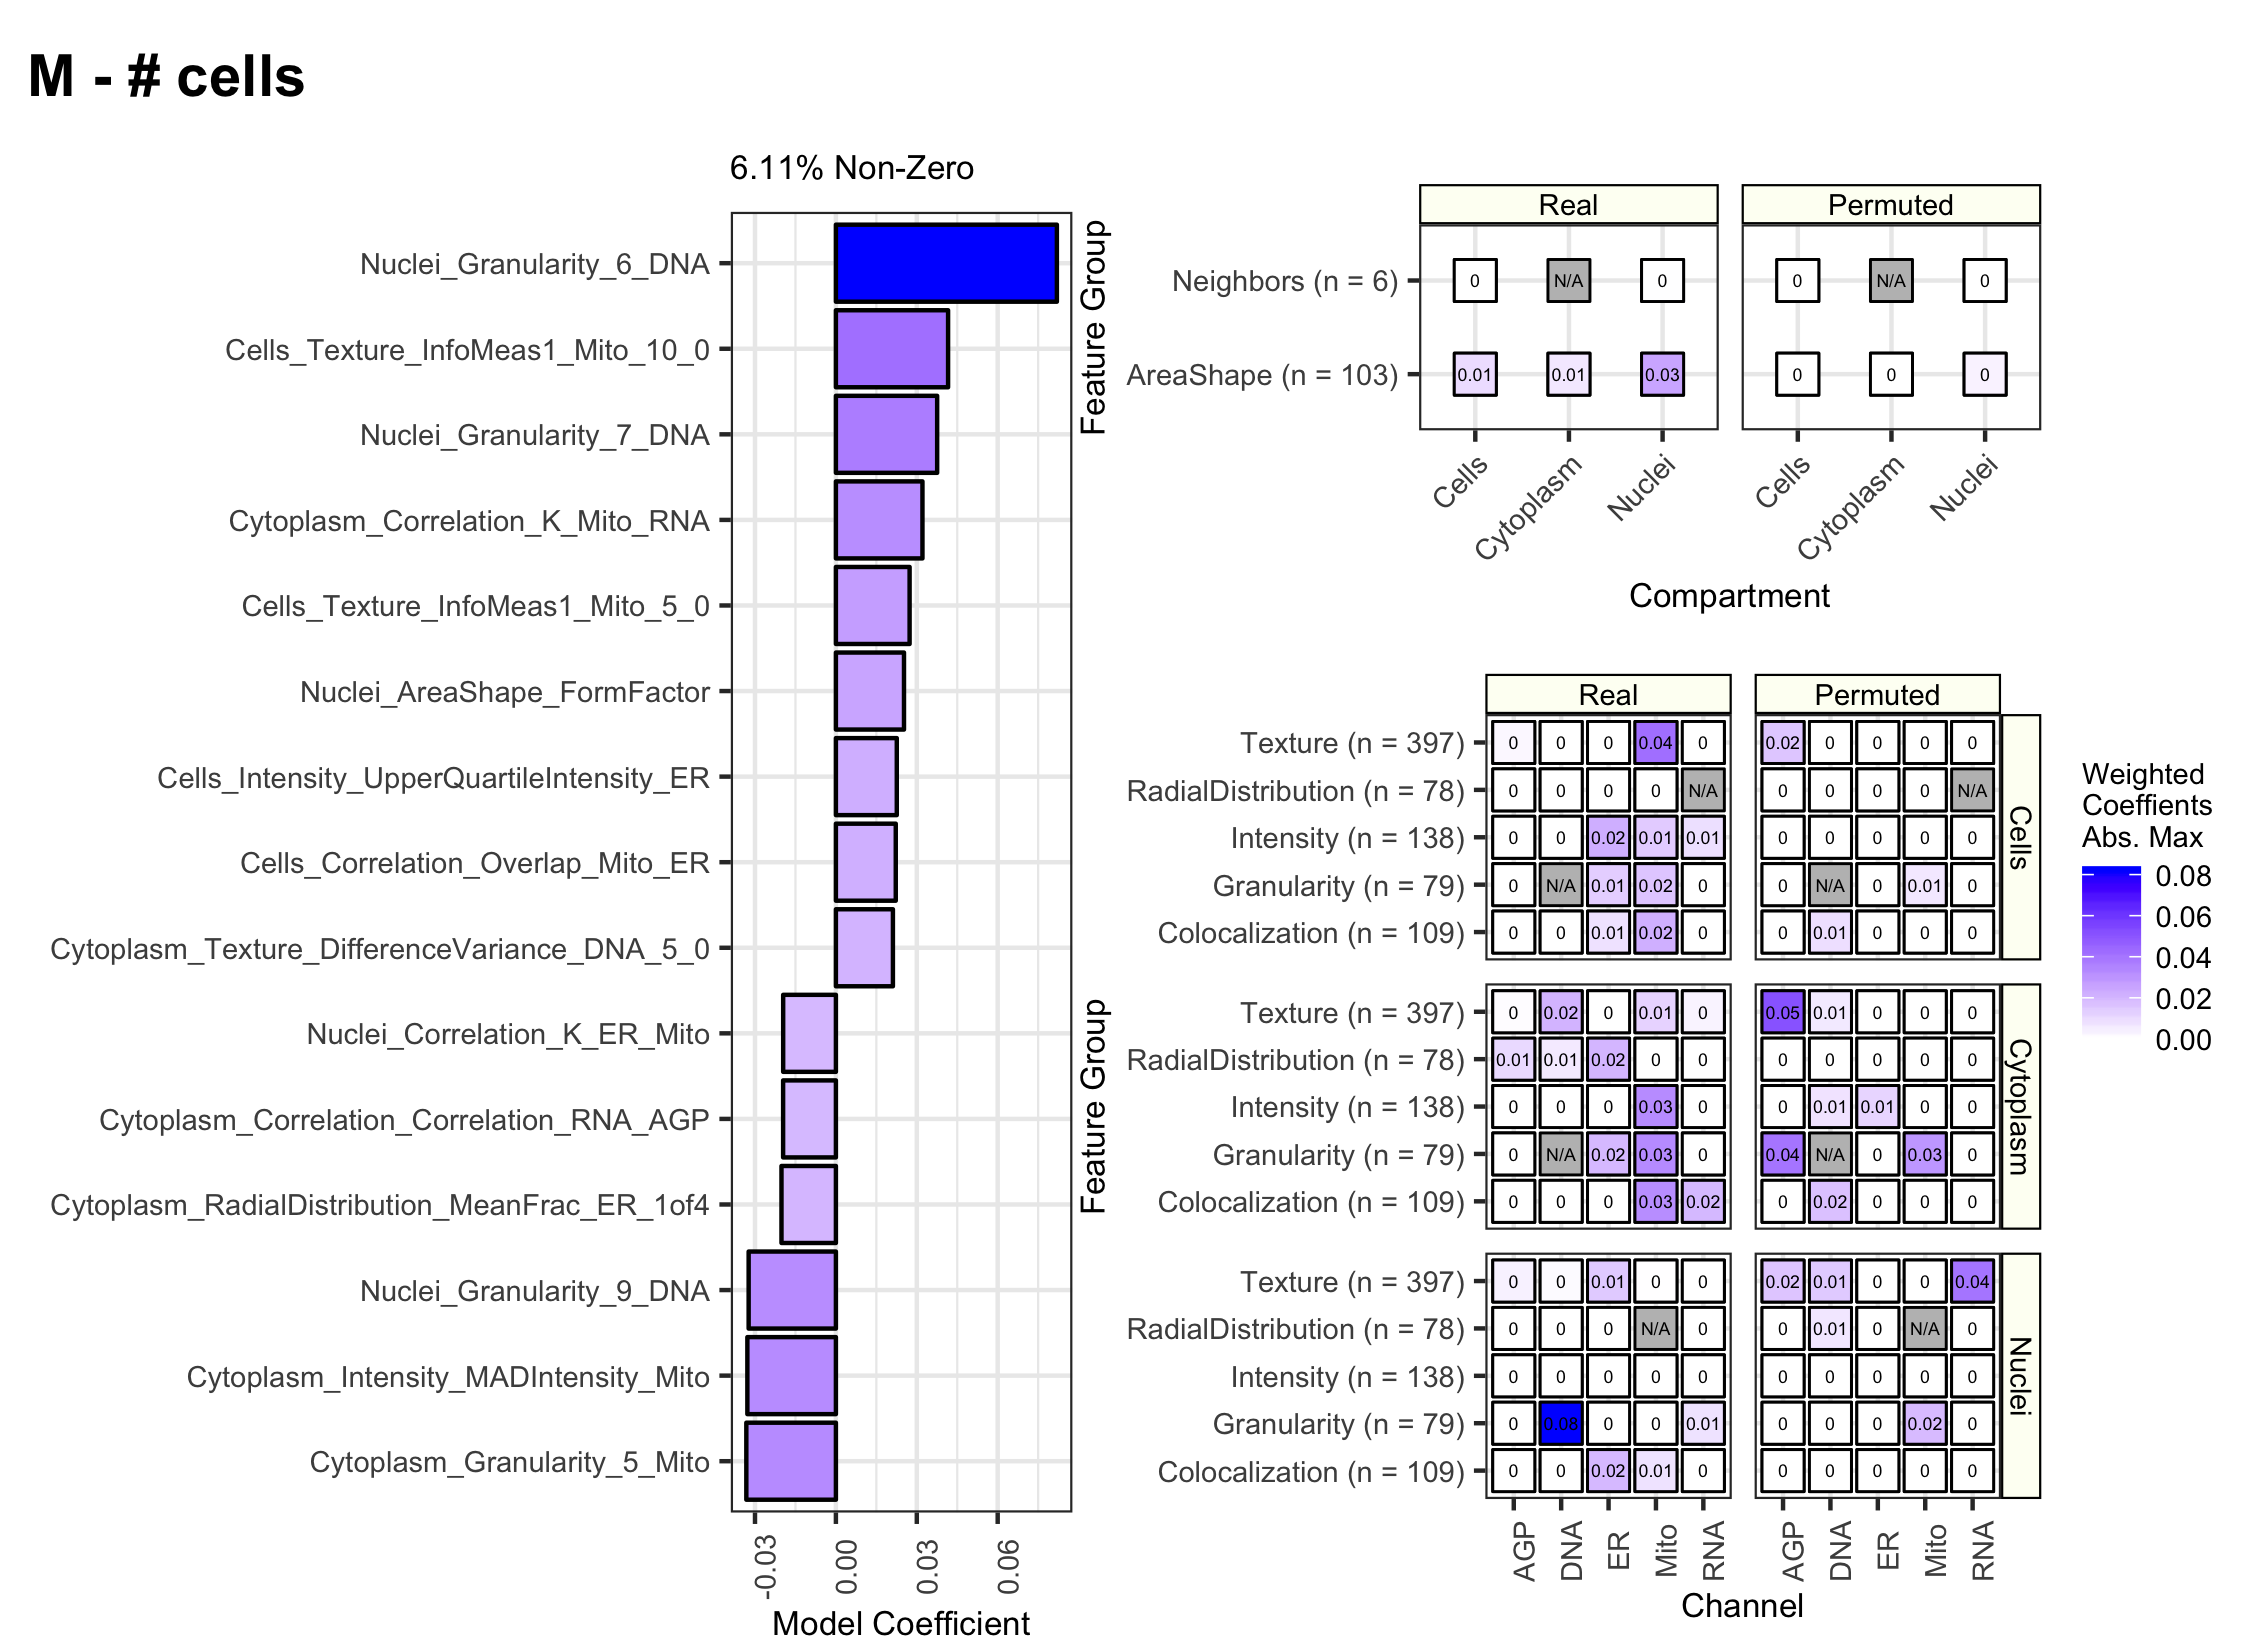 M - # cells
6.11% Non-Zero
Nuclei_Granularity_6_DNA
Cells_Texture_InfoMeas1_Mito_10_0
Nuclei_Granularity_7_DNA
Cytoplasm_Correlation_K_Mito_RNA
Cells_Texture_InfoMeas1_Mito_5_0
Nuclei_AreaShape_FormFactor
Cells_Intensity_UpperQuartileIntensity_ER
Cells_Correlation_Overlap_Mito_ER
Cytoplasm_Texture_DifferenceVariance_DNA_5_0
Nuclei_Correlation_K_ER_Mito
Cytoplasm_Correlation_Correlation_RNA_AGP
Cytoplasm_RadialDistribution_MeanFrac_ER_1of4
Nuclei_Granularity_9_DNA
Cytoplasm_Intensity_MADIntensity_Mito
Cytoplasm_Granularity_5_Mito
-0.03 0.00 0.03 0.06
Model Coefficient
Feature Group
Real Permuted
Neighbors (n = 6) 0 N/A 0 0 N/A 0
AreaShape (n = 103) 0.01 0.01 0.03 0 0 0
Cells Cytoplasm Nuclei Cells Cytoplasm Nuclei
Compartment
Feature Group
Real Permuted
Texture (n = 397) 0 0 0 0.04 0 0.02 0 0 0 0
RadialDistribution (n = 78) 0 0 0 0 N/A 0 0 0 0 N/A
Intensity (n = 138) 0 0 0.02 0.01 0.01 0 0 0 0 0
Granularity (n = 79) 0 N/A 0.01 0.02 0 0 N/A 0 0.01 0
Colocalization (n = 109) 0 0 0.01 0.02 0 0 0.01 0 0 0
Cells
Texture (n = 397) 0 0.02 0 0.01 0 0.05 0.01 0 0 0
RadialDistribution (n = 78) 0.01 0.01 0.02 0 0 0 0 0 0 0
Intensity (n = 138) 0 0 0 0.03 0 0 0.01 0.01 0 0
Granularity (n = 79) 0 N/A 0.02 0.03 0 0.04 N/A 0 0.03 0
Colocalization (n = 109) 0 0 0 0.03 0.02 0 0.02 0 0 0
Cytoplasm
Texture (n = 397) 0 0 0.01 0 0 0.02 0.01 0 0 0.04
RadialDistribution (n = 78) 0 0 0 N/A 0 0 0.01 0 N/A 0
Intensity (n = 138) 0 0 0 0 0 0 0 0 0 0
Granularity (n = 79) 0 0.08 0 0 0.01 0 0 0 0.02 0
Colocalization (n = 109) 0 0 0.02 0.01 0 0 0 0 0 0
Nuclei
AGP DNA ER Mito RNA AGP DNA ER Mito RNA
Channel
Weighted
Coeffients
Abs. Max
0.08
0.06
0.04
0.02
0.00